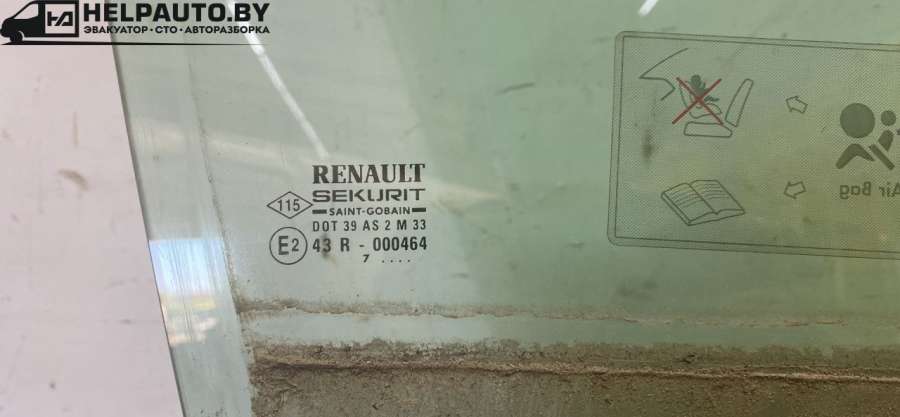 HELPAUTO.BY
ЭВАКУАТОР · СТО · АВТОРАЗБОРКА
RENAULT
115 SEKURIT
SAINT-GOBAIN
DOT 39 AS 2 M 33
E2 43 R - 000464
7 ....
Air Bag